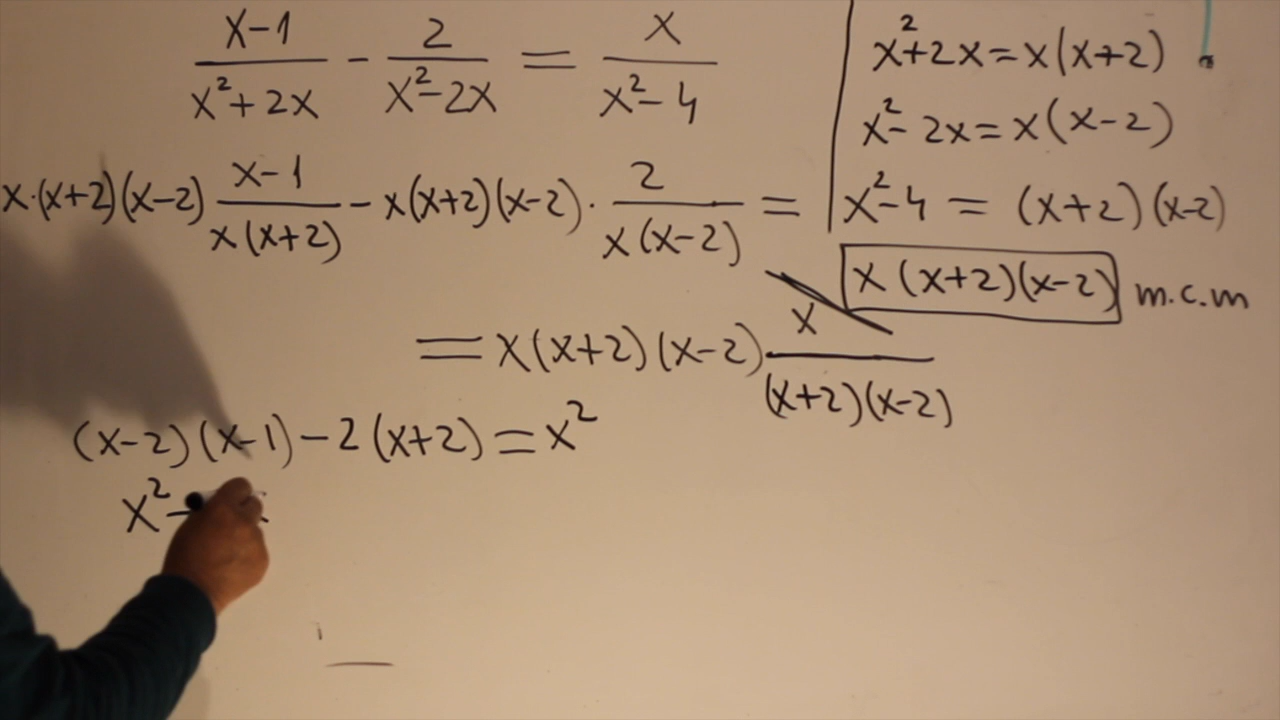 (x-1)/(x²+2x) - 2/(x²-2x) = x/(x²-4)
x·(x+2)(x-2) (x-1)/(x(x+2)) - x(x+2)(x-2)· 2/(x(x-2)) =
= x(x+2)(x-2) x/((x+2)(x-2))
(x-2)(x-1)-2(x+2)=x²
x²-
x²+2x=x(x+2)
x²-2x=x(x-2)
x²-4 = (x+2)(x-2)
x(x+2)(x-2) m.c.m